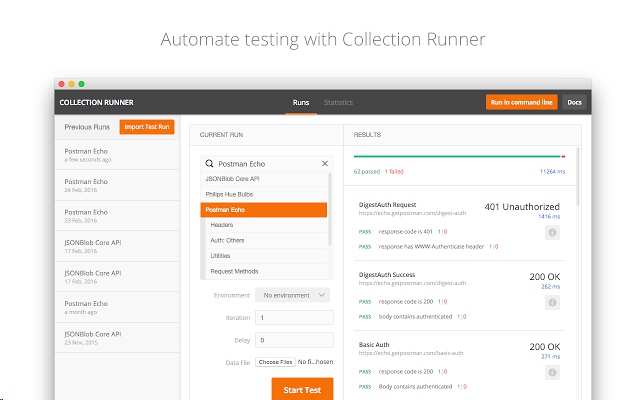 Automate testing with Collection Runner
COLLECTION RUNNER
Runs
Statistics
Run in command line
Docs
Previous Runs
Import Test Run
Postman Echo
a few seconds ago
Postman Echo
24 Feb, 2016
Postman Echo
23 Feb, 2016
JSONBlob Core API
17 Feb, 2016
JSONBlob Core API
17 Feb, 2016
Postman Echo
a month ago
JSONBlob Core API
23 Nov, 2015
CURRENT RUN
Postman Echo
JSONBlob Core API
Philips Hue Bulbs
Postman Echo
Headers
Auth: Others
Utilities
Request Methods
Environment No environment
Iteration 1
Delay 0
Data File Choose Files No fi...hosen
Start Test
RESULTS
62 passed 1 failed 11264 ms
DigestAuth Request 401 Unauthorized
https://echo.getpostman.com/digest-auth 1416 ms
PASS response code is 401 1|0
PASS response has WWW-Authenticate header 1|0
DigestAuth Success 200 OK
https://echo.getpostman.com/digest-auth 262 ms
PASS response code is 200 1|0
PASS body contains authenticated 1|0
Basic Auth 200 OK
https://echo.getpostman.com/basic-auth 271 ms
PASS response code is 200 1|0
PASS Body contains authenticated 1|0